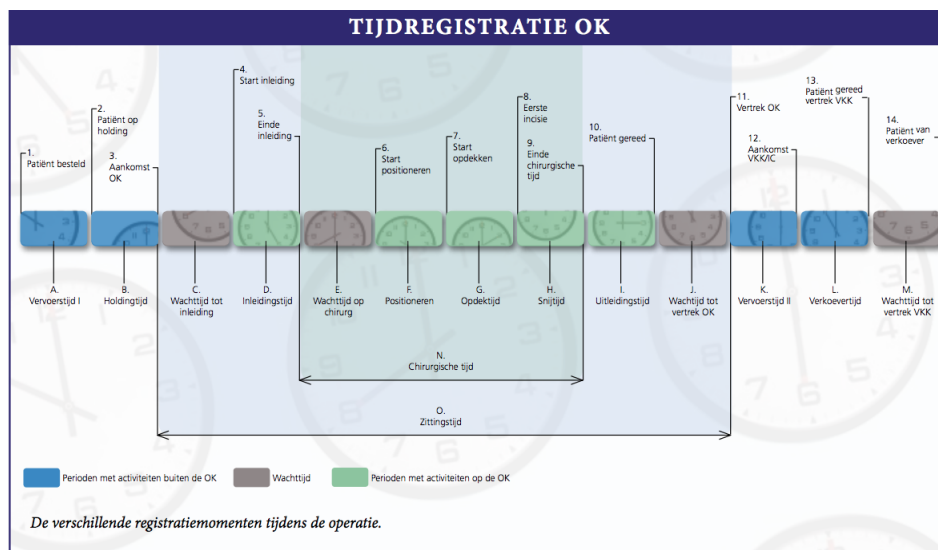 TIJDREGISTRATIE OK
1.
Patiënt besteld
2.
Patiënt op
holding
3.
Aankomst
OK
4.
Start inleiding
5.
Einde
inleiding
6.
Start
positioneren
7.
Start
opdekken
8.
Eerste
incisie
9.
Einde
chirurgische
tijd
10.
Patiënt gereed
11.
Vertrek OK
12.
Aankomst
VKK/IC
13.
Patiënt gereed
vertrek VKK
14.
Patiënt van
verkoever
A.
Vervoerstijd I
B.
Holdingtijd
C.
Wachttijd tot
inleiding
D.
Inleidingstijd
E.
Wachttijd op
chirurg
F.
Positioneren
G.
Opdektijd
H.
Snijtijd
I.
Uitleidingstijd
J.
Wachttijd tot
vertrek OK
K.
Vervoerstijd II
L.
Verkoevertijd
M.
Wachttijd tot
vertrek VKK
N.
Chirurgische tijd
O.
Zittingstijd
Perioden met activiteiten buiten de OK
Wachttijd
Perioden met activiteiten op de OK
De verschillende registratiemomenten tijdens de operatie.